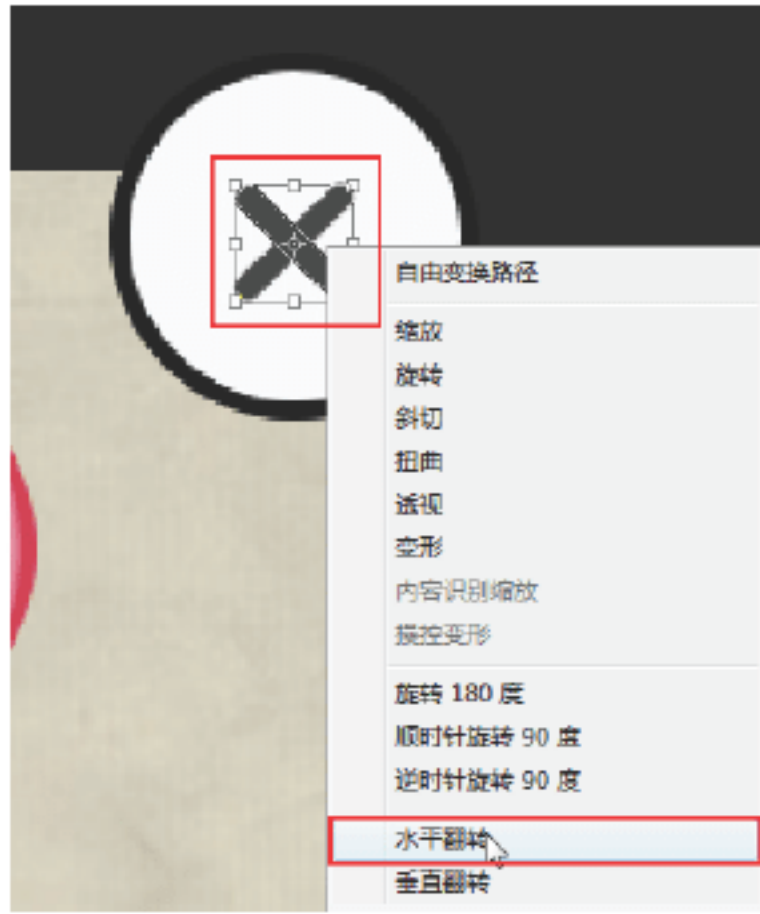 自由变换路径
缩放
旋转
斜切
扭曲
透视
变形
内容识别缩放
操控变形
旋转 180 度
顺时针旋转 90 度
逆时针旋转 90 度
水平翻转
垂直翻转